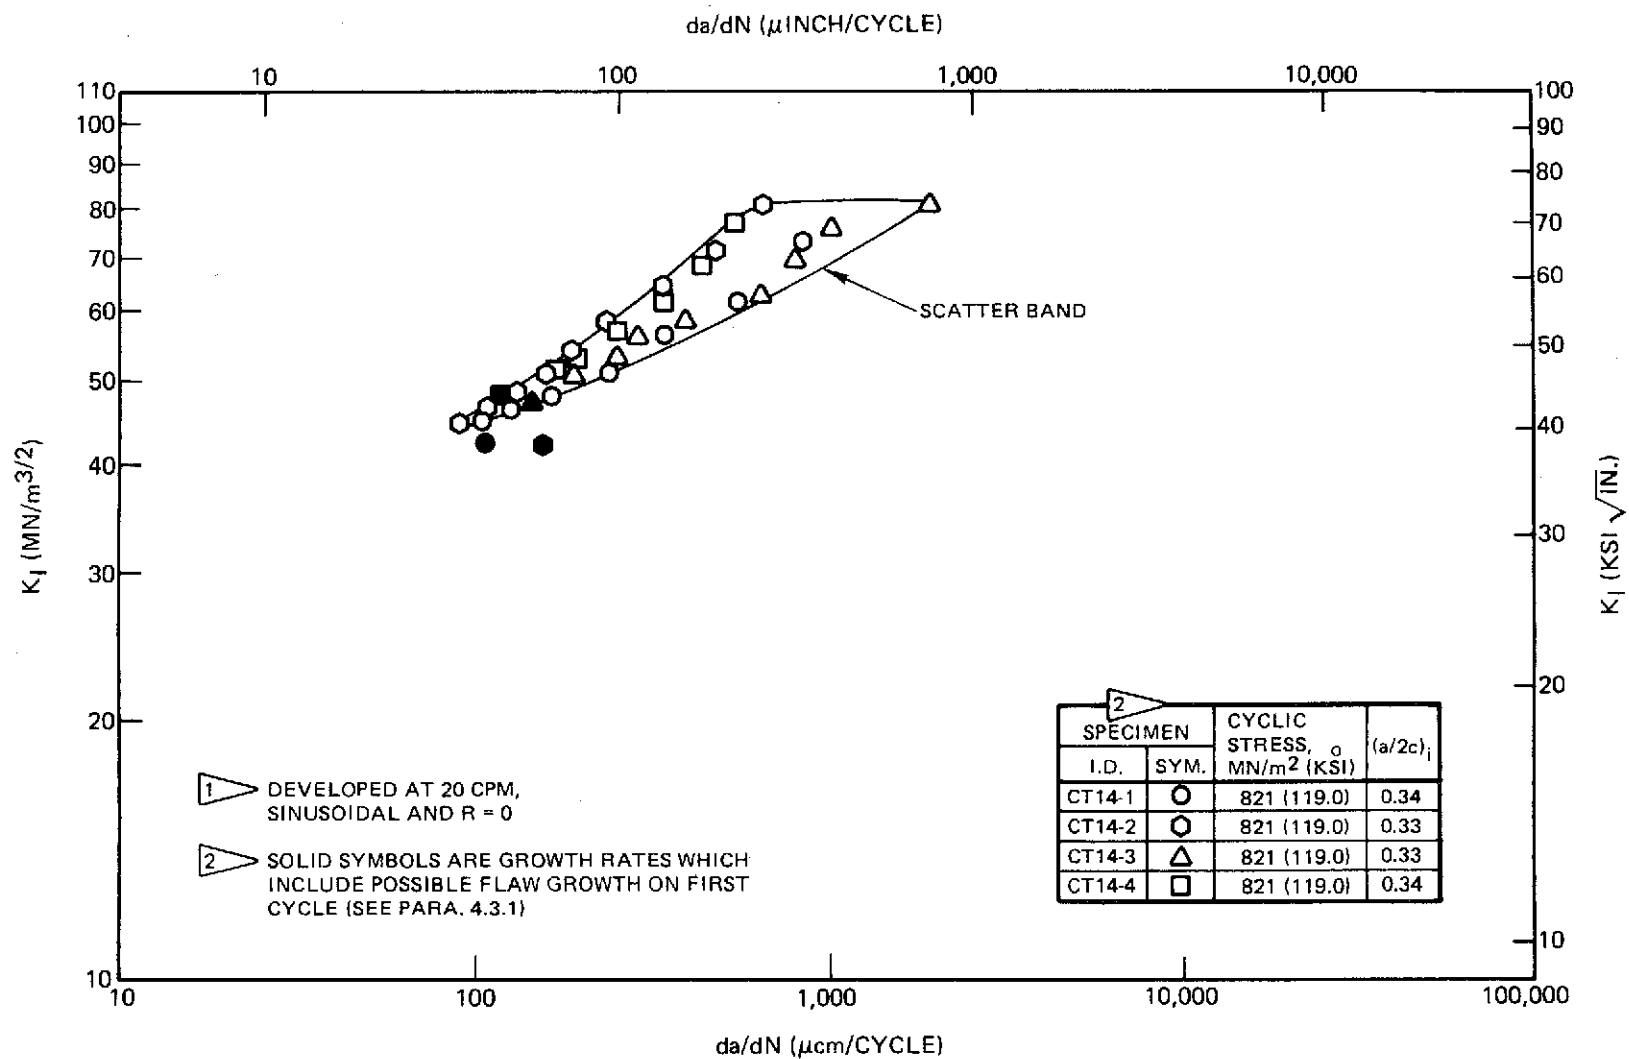 da/dN (μINCH/CYCLE)
10 100 1,000 10,000
110
100
90
80
70
60
50
40
30
20
10
K_I (MN/m^3/2)
100
90
80
70
60
50
40
30
20
10
K_I (KSI √IN.)
SCATTER BAND
1 DEVELOPED AT 20 CPM,
SINUSOIDAL AND R = 0
2 SOLID SYMBOLS ARE GROWTH RATES WHICH
INCLUDE POSSIBLE FLAW GROWTH ON FIRST
CYCLE (SEE PARA. 4.3.1)
2
SPECIMEN
I.D. SYM.
CYCLIC
STRESS, o
MN/m² (KSI)
(a/2c)i
CT14-1 821 (119.0) 0.34
CT14-2 821 (119.0) 0.33
CT14-3 821 (119.0) 0.33
CT14-4 821 (119.0) 0.34
10 100 1,000 10,000 100,000
da/dN (μcm/CYCLE)